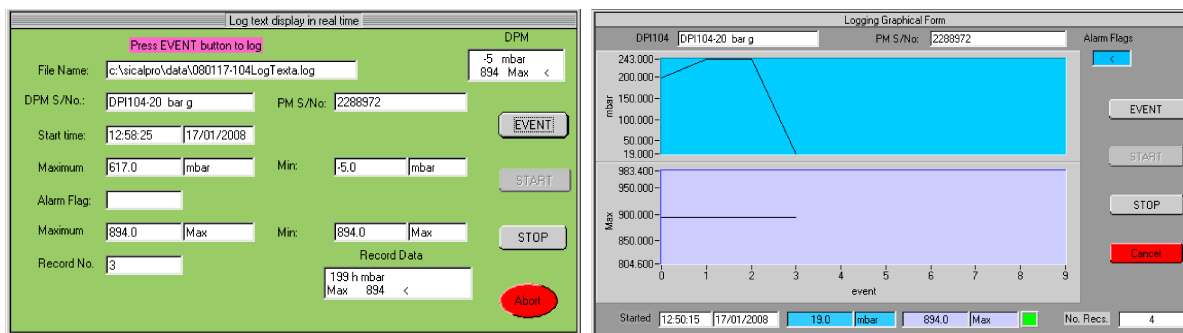 Log text display in real time
Press EVENT button to log
DPM
-5 mbar
894 Max <
File Name: c:\sicalpro\data\080117-104LogTexta.log
DPM S/No.: DPI104-20 bar g PM S/No: 2288972
EVENT
Start time: 12:58:25 17/01/2008
Maximum 617.0 mbar Min: -5.0 mbar
START
Alarm Flag:
Maximum 894.0 Max Min: 894.0 Max
STOP
Record No. 3
Record Data
199 h mbar
Max 894 <
Abort
Logging Graphical Form
DPI104 DPI104-20 bar g PM S/No: 2288972 Alarm Flags
<
243.000
200.000
150.000
100.000
50.000
19.000
mbar
EVENT
START
983.400
950.000
900.000
850.000
804.600
Max
STOP
Cancel
0 1 2 3 4 5 6 7 8 9
event
Started 12:50:15 17/01/2008 19.0 mbar 894.0 Max No. Recs. 4